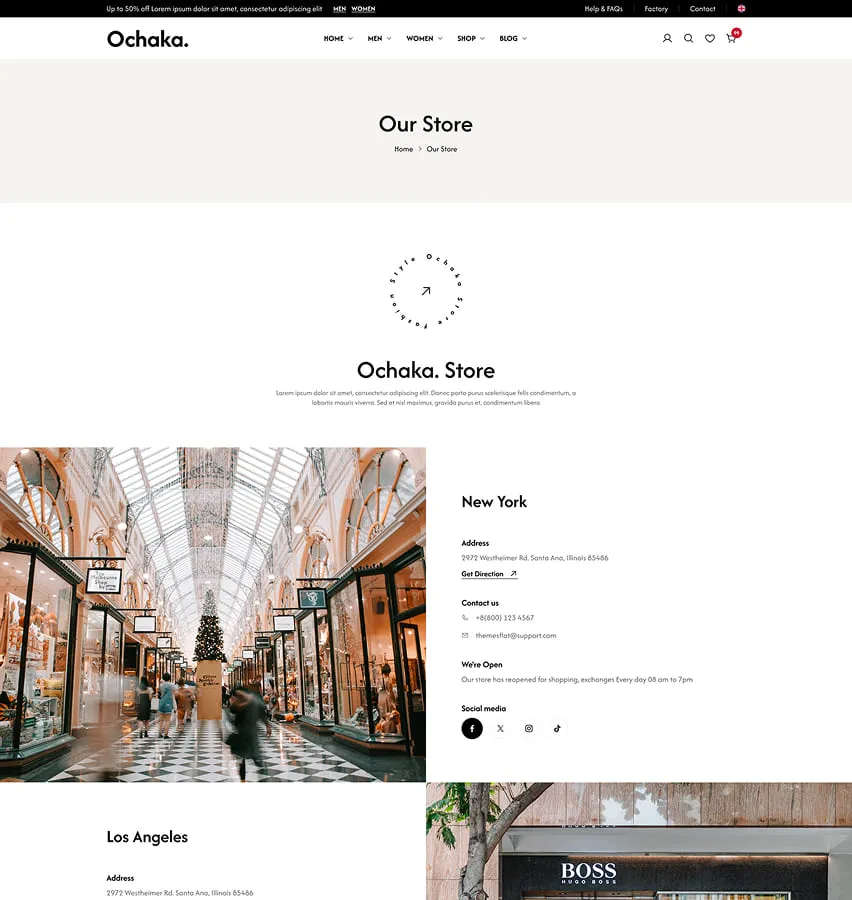 Up to 50% off Lorem ipsum dolor sit amet, consectetur adipiscing elit MEN WOMEN Help & FAQs Factory Contact
Ochaka. HOME MEN WOMEN SHOP BLOG
Our Store
Home > Our Store
Style Ochaka Store Fashion
Ochaka. Store
Lorem ipsum dolor sit amet, consectetur adipiscing elit. Donec porta purus scelerisque felis condimentum, a
lobortis mauris viverra. Sed et nisl maximus, gravida purus et, condimentum libero
New York
Address
2972 Westheimer Rd. Santa Ana, Illinois 85486
Get Direction
Contact us
+8(800) 123 4567
themesflat@support.com
We're Open
Our store has reopened for shopping, exchanges Every day 08 am to 7pm
Social media
Los Angeles
Address
2972 Westheimer Rd. Santa Ana, Illinois 85486
BOSS
HUGO BOSS